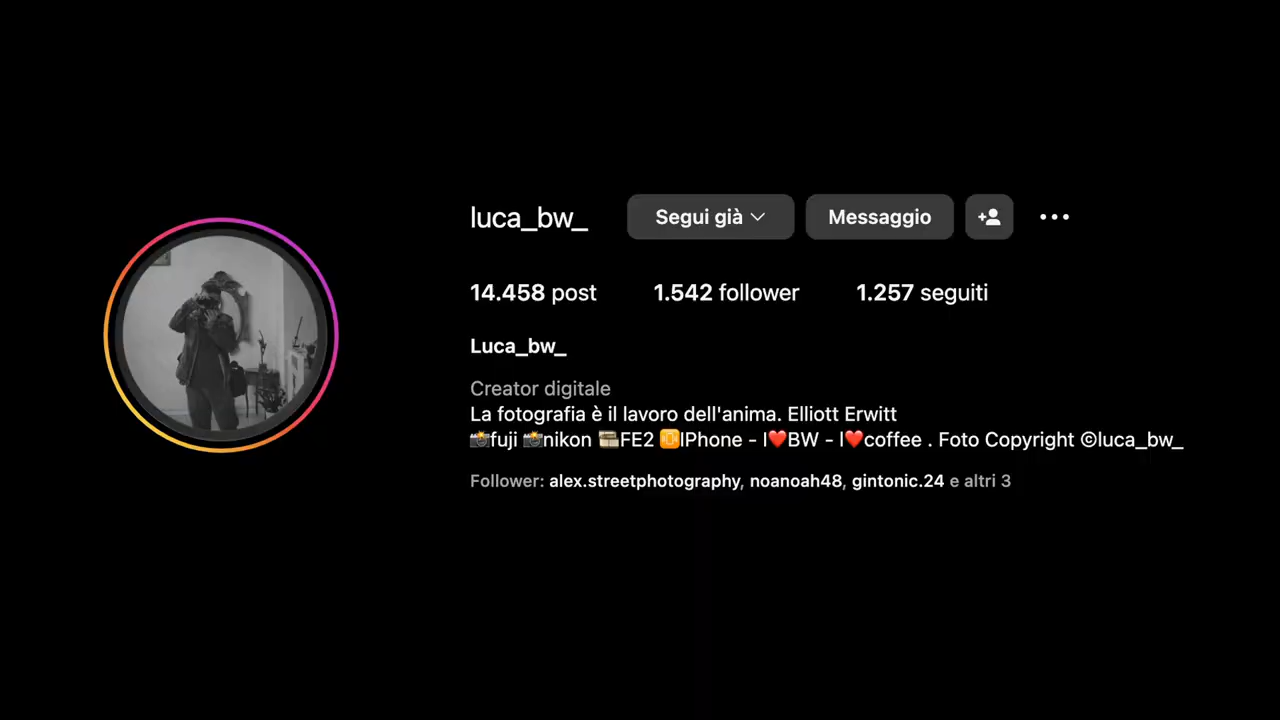 luca_bw_ Segui già Messaggio
14.458 post 1.542 follower 1.257 seguiti
Luca_bw_
Creator digitale
La fotografia è il lavoro dell'anima. Elliott Erwitt
📸fuji 📸nikon 📼FE2 📳IPhone - I❤️BW - I❤️coffee . Foto Copyright ©luca_bw_
Follower: alex.streetphotography, noanoah48, gintonic.24 e altri 3